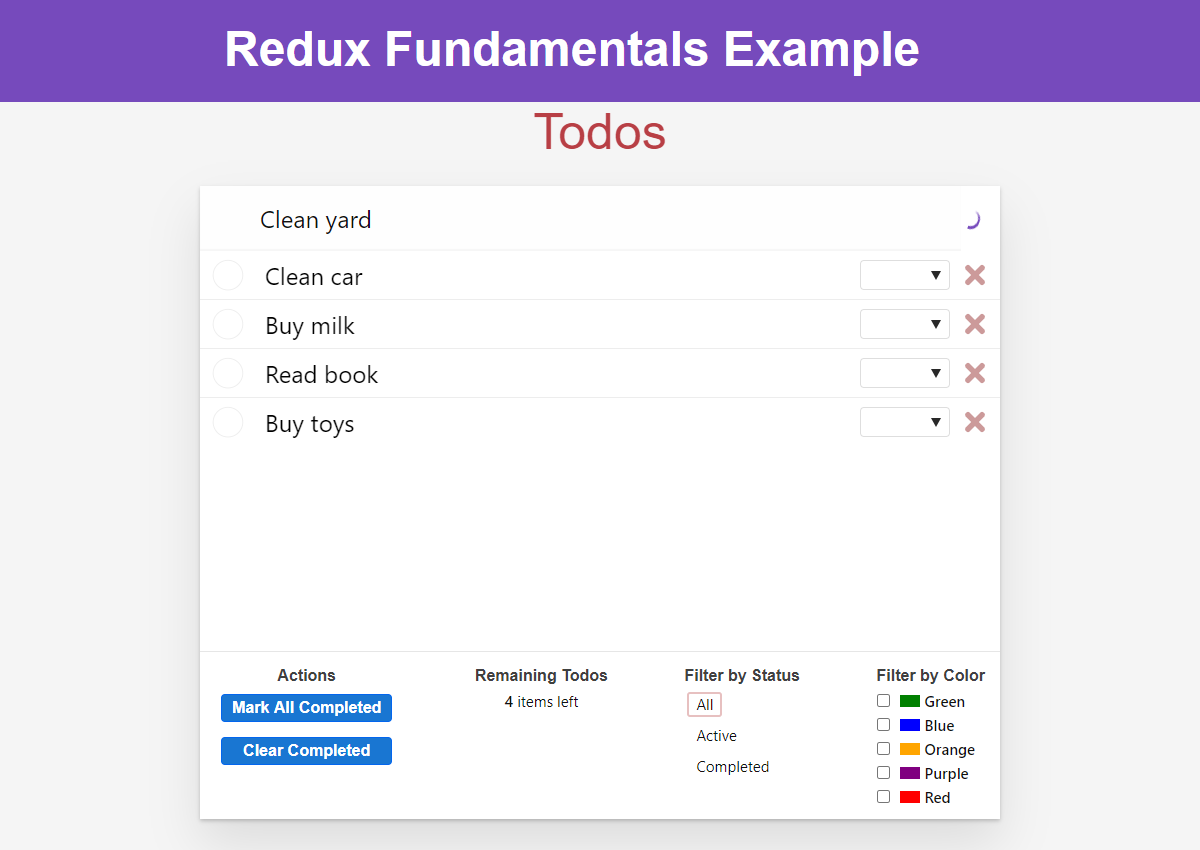 Redux Fundamentals Example
Todos
Clean yard
Clean car
Buy milk
Read book
Buy toys
Actions
Mark All Completed
Clear Completed
Remaining Todos
4 items left
Filter by Status
All
Active
Completed
Filter by Color
Green
Blue
Orange
Purple
Red